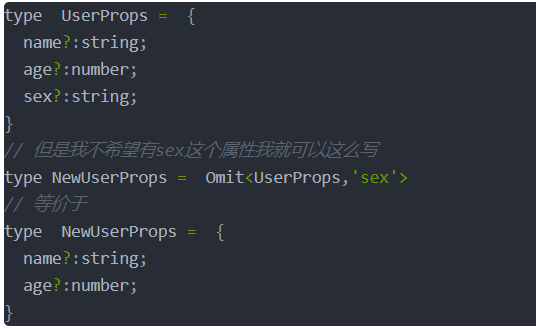 type  UserProps =  {
  name?:string;
  age?:number;
  sex?:string;
}
// 但是我不希望有sex这个属性我就可以这么写
type NewUserProps =  Omit<UserProps,'sex'>
// 等价于
type  NewUserProps =  {
  name?:string;
  age?:number;
}